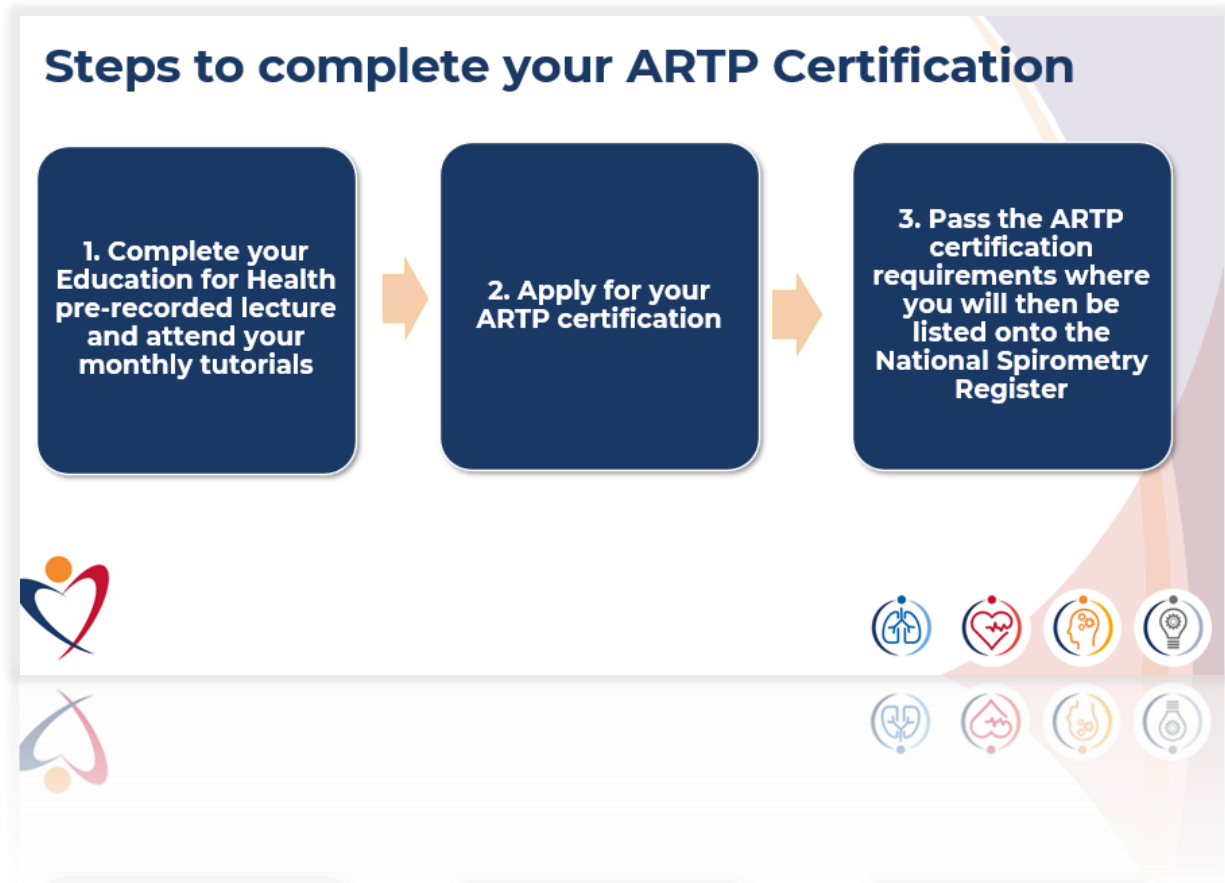 Steps to complete your ARTP Certification
1. Complete your
Education for Health
pre-recorded lecture
and attend your
monthly tutorials
2. Apply for your
ARTP certification
3. Pass the ARTP
certification
requirements where
you will then be
listed onto the
National Spirometry
Register